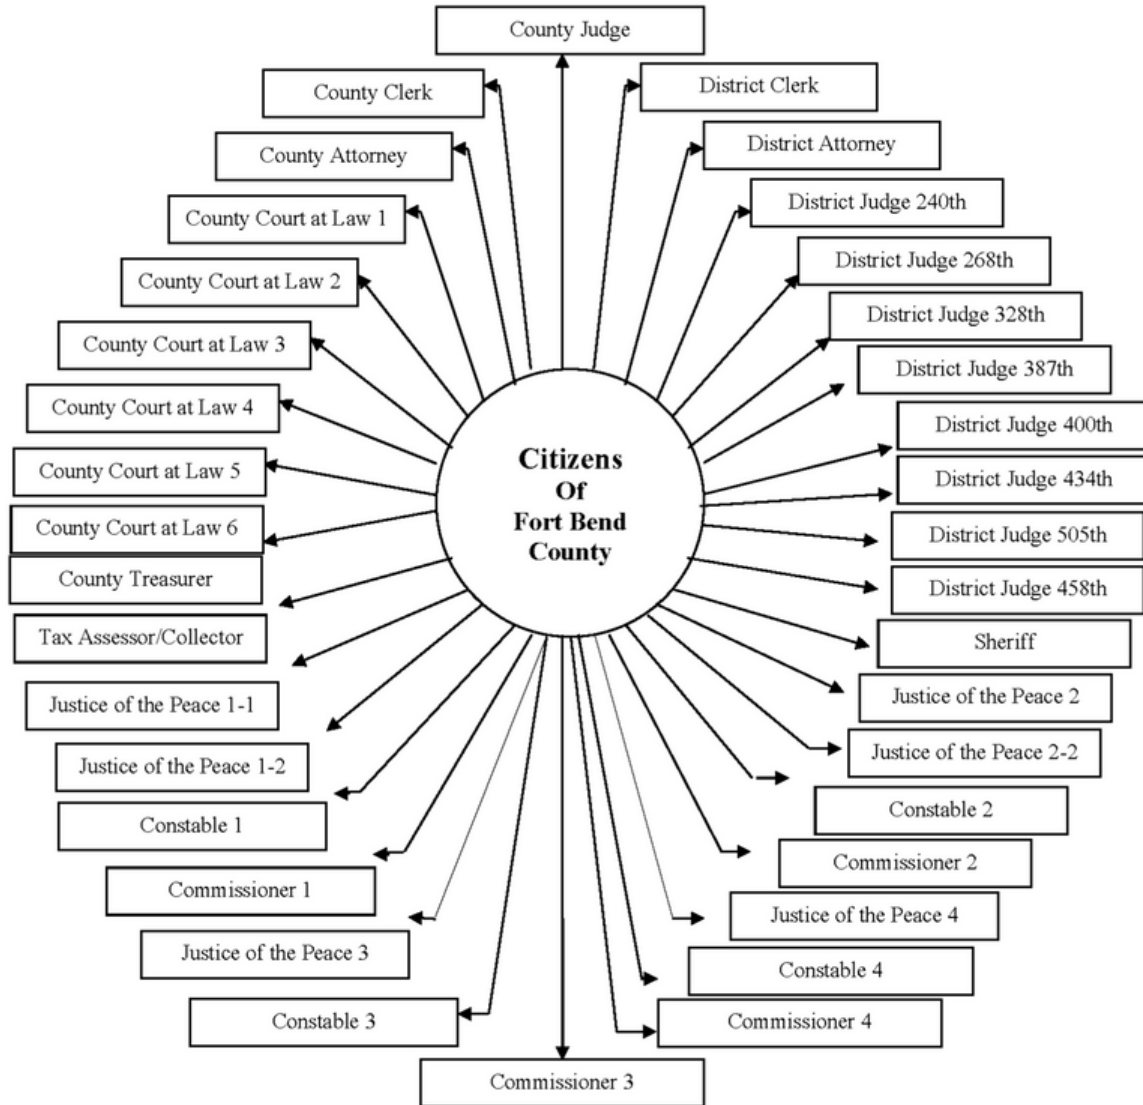 County Judge
County Clerk
District Clerk
County Attorney
District Attorney
County Court at Law 1
District Judge 240th
County Court at Law 2
District Judge 268th
County Court at Law 3
District Judge 328th
County Court at Law 4
District Judge 387th
County Court at Law 5
District Judge 400th
County Court at Law 6
District Judge 434th
Citizens
Of
Fort Bend
County
County Treasurer
District Judge 505th
Tax Assessor/Collector
District Judge 458th
Sheriff
Justice of the Peace 1-1
Justice of the Peace 2
Justice of the Peace 1-2
Justice of the Peace 2-2
Constable 1
Constable 2
Commissioner 1
Commissioner 2
Justice of the Peace 3
Justice of the Peace 4
Constable 3
Constable 4
Commissioner 4
Commissioner 3